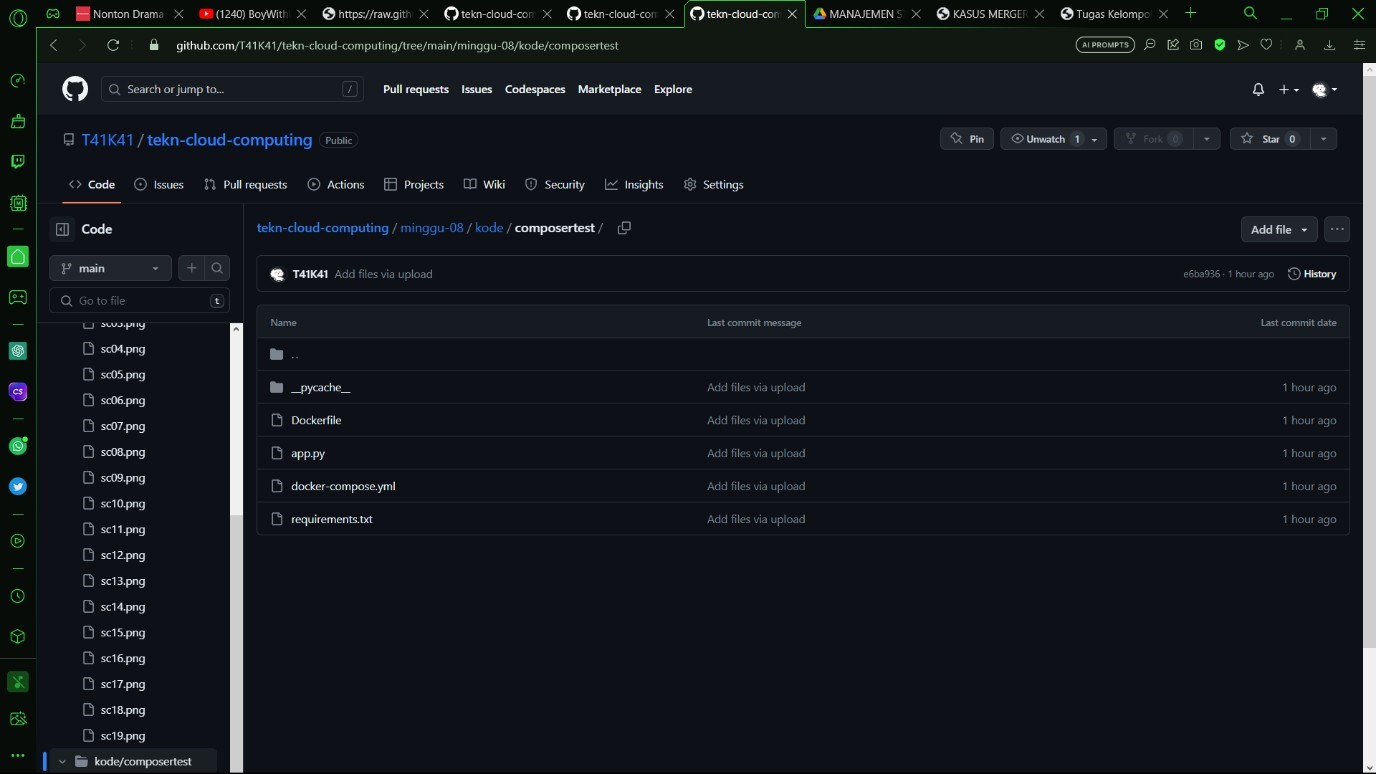 Nonton Drama
(1240) BoyWith
https://raw.gith
tekn-cloud-com
tekn-cloud-com
tekn-cloud-com
MANAJEMEN S
KASUS MERGER
Tugas Kelompo
github.com/T41K41/tekn-cloud-computing/tree/main/minggu-08/kode/composertest
AI PROMPTS
Search or jump to...
/
Pull requests
Issues
Codespaces
Marketplace
Explore
T41K41 / tekn-cloud-computing Public
Pin
Unwatch 1
Fork 0
Star 0
Code
Issues
Pull requests
Actions
Projects
Wiki
Security
Insights
Settings
Code
main
Go to file
t
sc03.png
sc04.png
sc05.png
sc06.png
sc07.png
sc08.png
sc09.png
sc10.png
sc11.png
sc12.png
sc13.png
sc14.png
sc15.png
sc16.png
sc17.png
sc18.png
sc19.png
kode/composertest
tekn-cloud-computing / minggu-08 / kode / composertest /
Add file
T41K41 Add files via upload
e6ba936 · 1 hour ago
History
Name
Last commit message
Last commit date
..
__pycache__
Add files via upload
1 hour ago
Dockerfile
Add files via upload
1 hour ago
app.py
Add files via upload
1 hour ago
docker-compose.yml
Add files via upload
1 hour ago
requirements.txt
Add files via upload
1 hour ago
CS